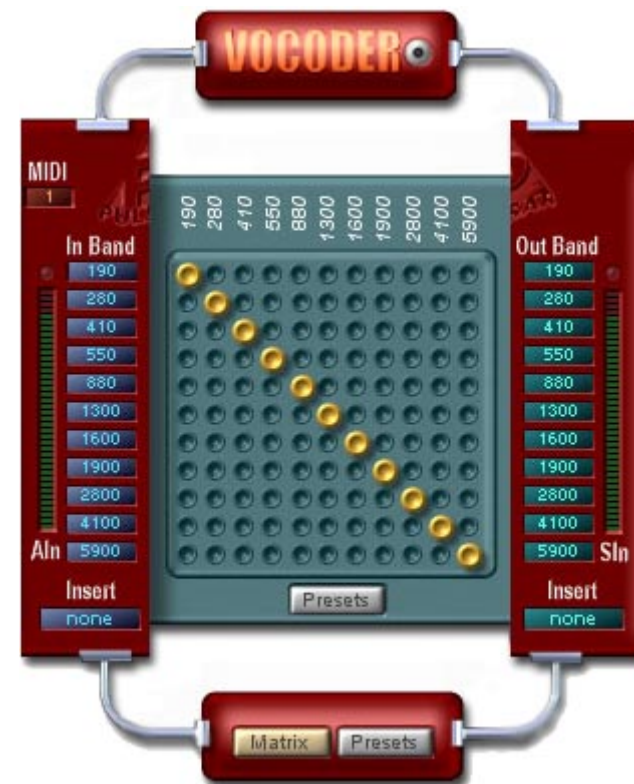 VOCODER
MIDI
1
190 280 410 550 880 1300 1600 1900 2800 4100 5900
In Band
190
280
410
550
880
1300
1600
1900
2800
4100
5900
AIn
Insert
none
Out Band
190
280
410
550
880
1300
1600
1900
2800
4100
5900
SIn
Insert
none
Presets
Matrix Presets